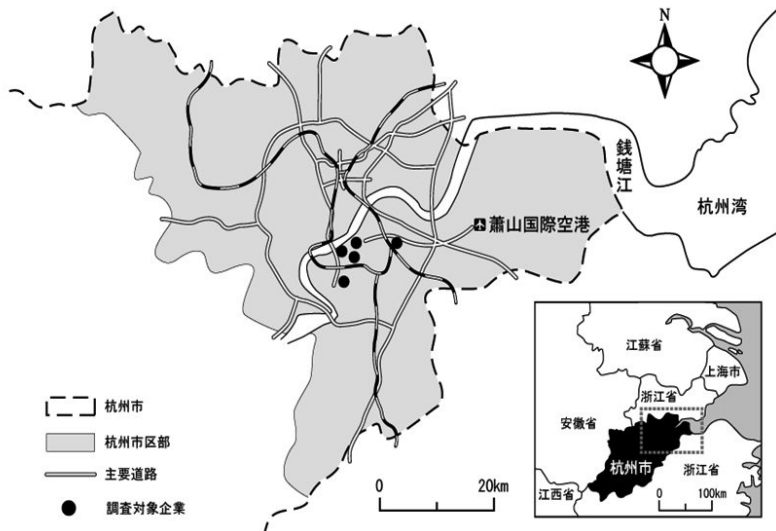 N
銭塘江
杭州湾
蕭山国際空港
杭州市
杭州市区部
主要道路
調査対象企業
0 20km
江蘇省
上海市
浙江省
安徽省
杭州市
浙江省
江西省
0 100km